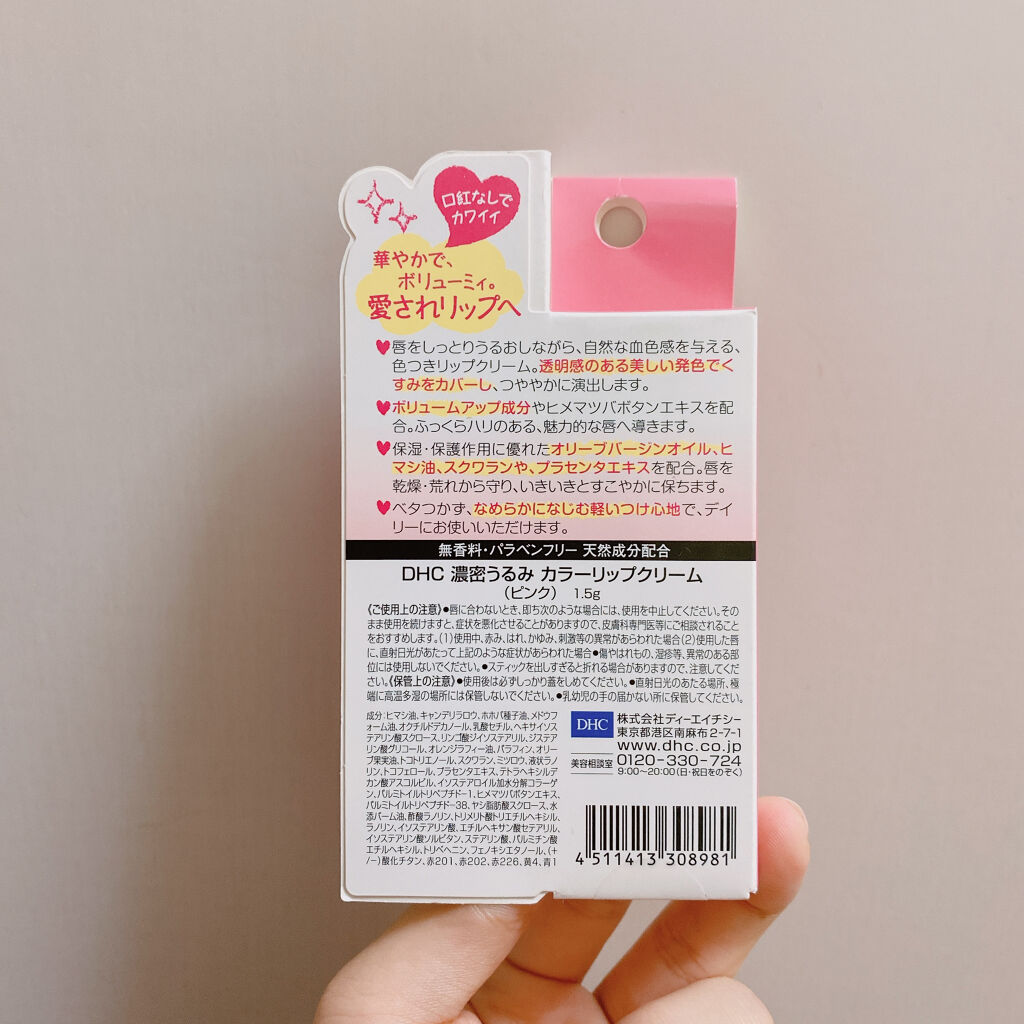 口紅なしで
カワイイ
華やかで、
ボリューミィ。
愛されリップへ
唇をしっとりうるおしながら、自然な血色感を与える、
色つきリップクリーム。透明感のある美しい発色でく
すみをカバーし、つややかに演出します。
ボリュームアップ成分やヒメマツバボタンエキスを配
合。ふっくらハリのある、魅力的な唇へ導きます。
保湿・保護作用に優れたオリーブバージンオイル、ヒ
マシ油、スクワランや、プラセンタエキスを配合。唇を
乾燥・荒れから守り、いきいきとすこやかに保ちます。
ベタつかず、なめらかになじむ軽いつけ心地で、デイ
リーにお使いいただけます。
無香料・パラベンフリー 天然成分配合
DHC 濃密うるみ カラーリップクリーム
(ピンク) 1.5g
《ご使用上の注意》●唇に合わないとき、即ち次のような場合には、使用を中止してください。その
まま使用を続けますと、症状を悪化させることがありますので、皮膚科専門医等にご相談されること
をおすすめします。(1)使用中、赤み、はれ、かゆみ、刺激等の異常があらわれた場合(2)使用した唇
に、直射日光があたって上記のような症状があらわれた場合●傷やはれもの、湿疹等、異常のある部
位には使用しないでください。●スティックを出しすぎると折れる場合がありますので、注意してくだ
さい。《保管上の注意》●使用後は必ずしっかり蓋をしめてください。●直射日光のあたる場所、極
端に高温多湿の場所には保管しないでください。●乳幼児の手の届かない所に保管してください。
成分:ヒマシ油、キャンデリラロウ、ホホバ種子油、メドウフ
ォーム油、オクチルドデカノール、乳酸セチル、ヘキサイソス
テアリン酸スクロース、リンゴ酸ジイソステアリル、ジステア
リン酸グリコール、オレンジラフィー油、パラフィン、オリー
ブ果実油、トコトリエノール、スクワラン、ミツロウ、液状ラノ
リン、トコフェロール、プラセンタエキス、テトラヘキシルデ
カン酸アスコルビル、イソステアロイル加水分解コラーゲ
ン、パルミトイルトリペプチド-1、ヒメマツバボタンエキス、
パルミトイルトリペプチド-38、ヤシ脂肪酸スクロース、水
添パーム油、酢酸ラノリン、トリメリト酸トリエチルヘキシル、
ラノリン、イソステアリン酸、エチルヘキサン酸セテアリル、
イソステアリン酸ソルビタン、ステアリン酸、パルミチン酸
エチルヘキシル、トリベヘニン、フェノキシエタノール、(+
/-)酸化チタン、赤201、赤202、赤226、黄4、青1
DHC
株式会社ディーエイチシー
東京都港区南麻布2-7-1
www.dhc.co.jp
美容相談室 0120-330-724
9:00~20:00(日・祝日をのぞく)
4 511413 308981